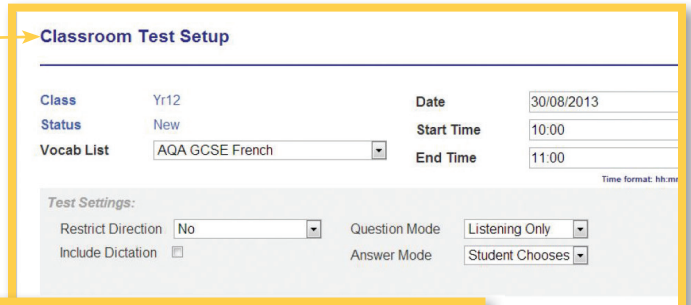 Classroom Test Setup
Class Yr12 Date 30/08/2013
Status New Start Time 10:00
Vocab List AQA GCSE French End Time 11:00
Time format: hh:m
Test Settings:
Restrict Direction No Question Mode Listening Only
Include Dictation Answer Mode Student Chooses